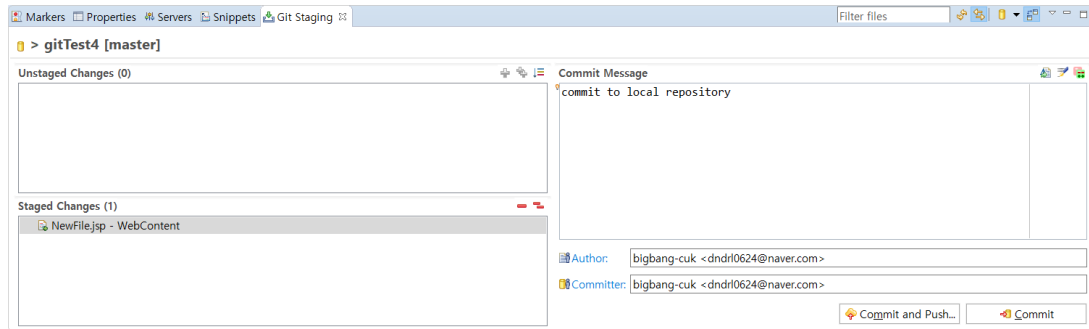 Markers Properties Servers Snippets Git Staging
Filter files
> gitTest4 [master]
Unstaged Changes (0)
Commit Message
commit to local repository
Staged Changes (1)
NewFile.jsp - WebContent
Author: bigbang-cuk <dndrl0624@naver.com>
Committer: bigbang-cuk <dndrl0624@naver.com>
Commit and Push... Commit